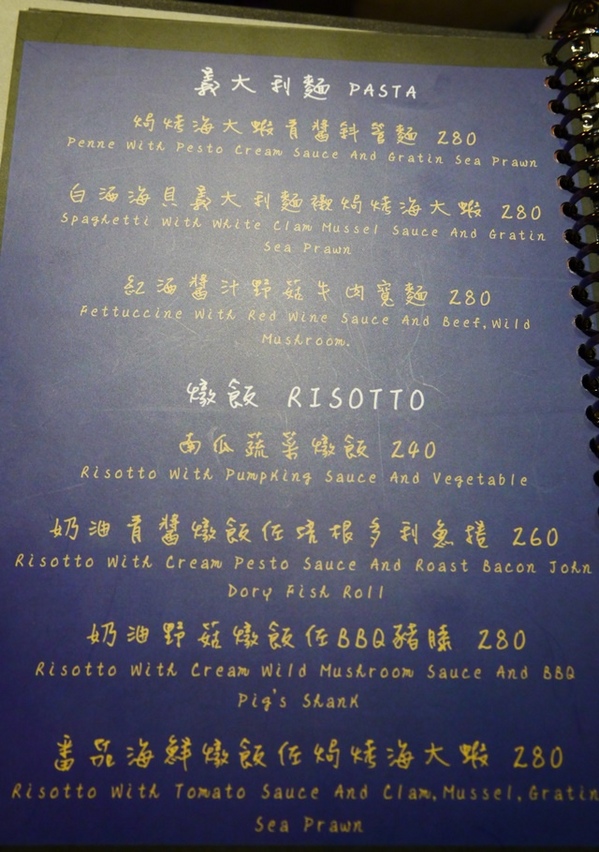 義大利麵 PASTA
焗烤海大蝦青醬斜管麵 280
Penne With Pesto Cream Sauce And Gratin Sea Prawn
白酒海貝義大利麵襯焗烤海大蝦 280
Spaghetti With White Clam Mussel Sauce And Gratin
Sea Prawn
紅酒醬汁野菇牛肉寬麵 280
Fettuccine With Red Wine Sauce And Beef,Wild
Mushroom.
燉飯 RISOTTO
南瓜蔬菜燉飯 240
Risotto With Pumpking Sauce And Vegetable
奶油青醬燉飯佐培根多利魚捲 260
Risotto With Cream Pesto Sauce And Roast Bacon John
Dory Fish Roll
奶油野菇燉飯佐BBQ豬膝 280
Risotto With Cream Wild Mushroom Sauce And BBQ
Pig's Shank
番茄海鮮燉飯佐焗烤海大蝦 280
Risotto With Tomato Sauce And Clam,Mussel,Gratin
Sea Prawn